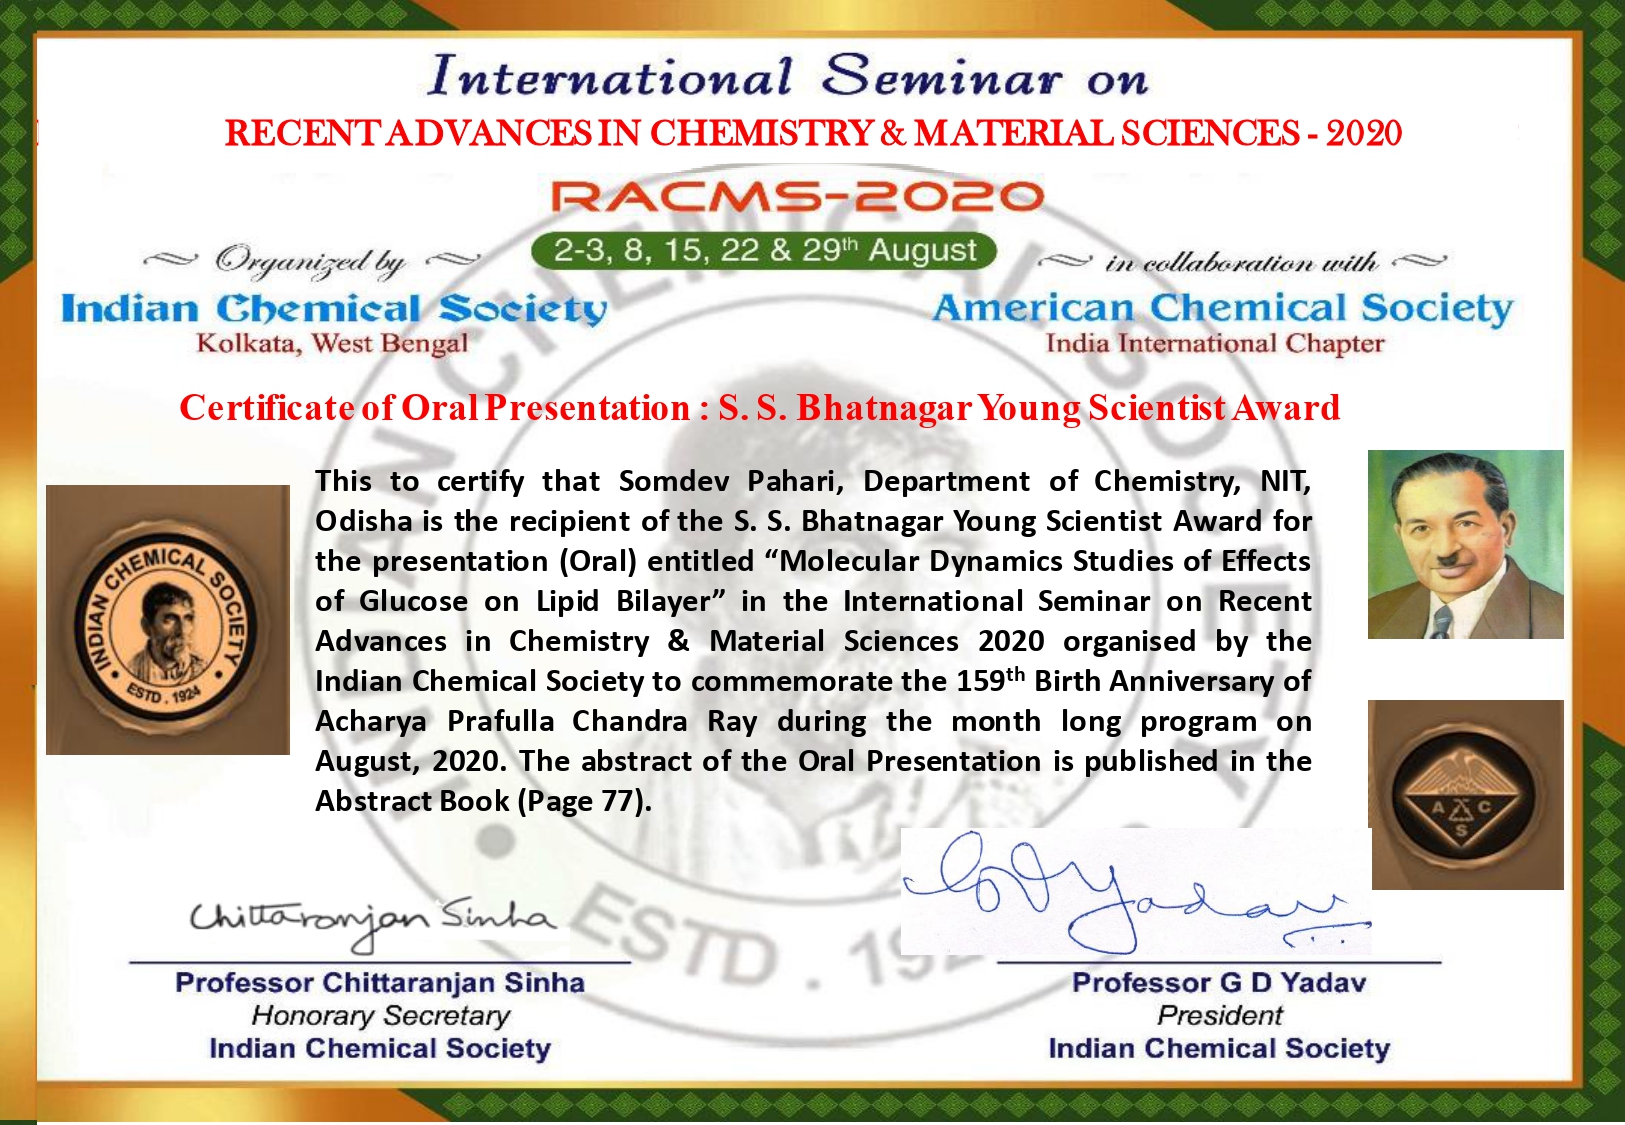 International Seminar on
RECENT ADVANCES IN CHEMISTRY & MATERIAL SCIENCES - 2020
RACMS-2020
2-3, 8, 15, 22 & 29th August
Organized by
Indian Chemical Society
Kolkata, West Bengal
in collaboration with
American Chemical Society
India International Chapter
Certificate of Oral Presentation : S. S. Bhatnagar Young Scientist Award
This to certify that Somdev Pahari, Department of Chemistry, NIT,
Odisha is the recipient of the S. S. Bhatnagar Young Scientist Award for
the presentation (Oral) entitled “Molecular Dynamics Studies of Effects
of Glucose on Lipid Bilayer” in the International Seminar on Recent
Advances in Chemistry & Material Sciences 2020 organised by the
Indian Chemical Society to commemorate the 159th Birth Anniversary of
Acharya Prafulla Chandra Ray during the month long program on
August, 2020. The abstract of the Oral Presentation is published in the
Abstract Book (Page 77).
INDIAN CHEMICAL SOCIETY
ESTD . 1924
A C
S
INDIAN CHEMICAL SOCIETY
ESTD . 192
Chittaranjan Sinha
Professor Chittaranjan Sinha
Honorary Secretary
Indian Chemical Society
GD Yadav
Professor G D Yadav
President
Indian Chemical Society